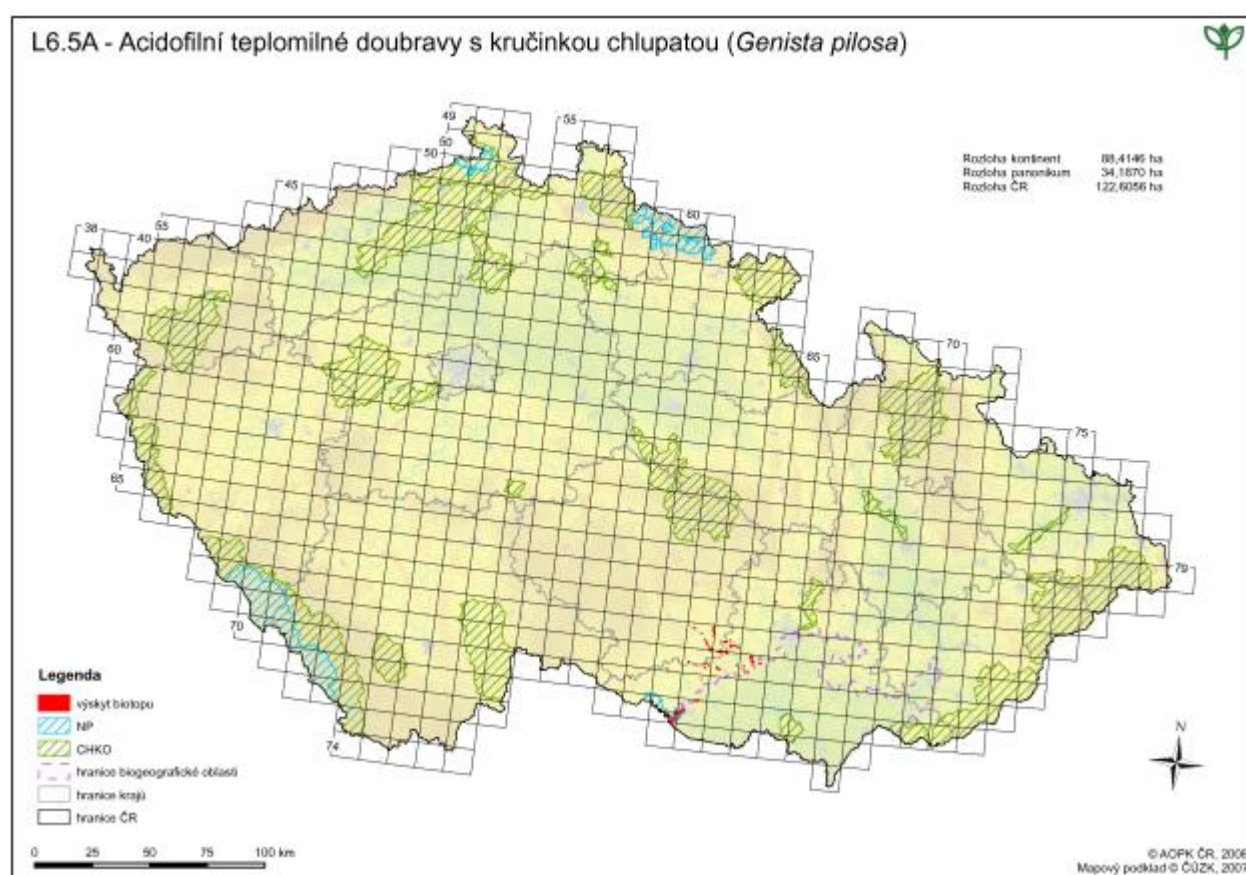 L6.5A - Acidofilní teplomilné doubravy s kručinkou chlupatou (Genista pilosa)
49
50
50
55
45
Rozloha kontinent 88,4146 ha
Rozloha panonikum 34,1870 ha
Rozloha ČR 122,6056 ha
60
38
40
55
60
65
70
75
65
79
70
74
Legenda
výskyt biotopu
NP
CHKO
hranice biogeografické oblasti
hranice krajů
hranice ČR
N
0 25 50 75 100 km
© AOPK ČR, 2006
Mapový podklad © ČÚZK, 2007